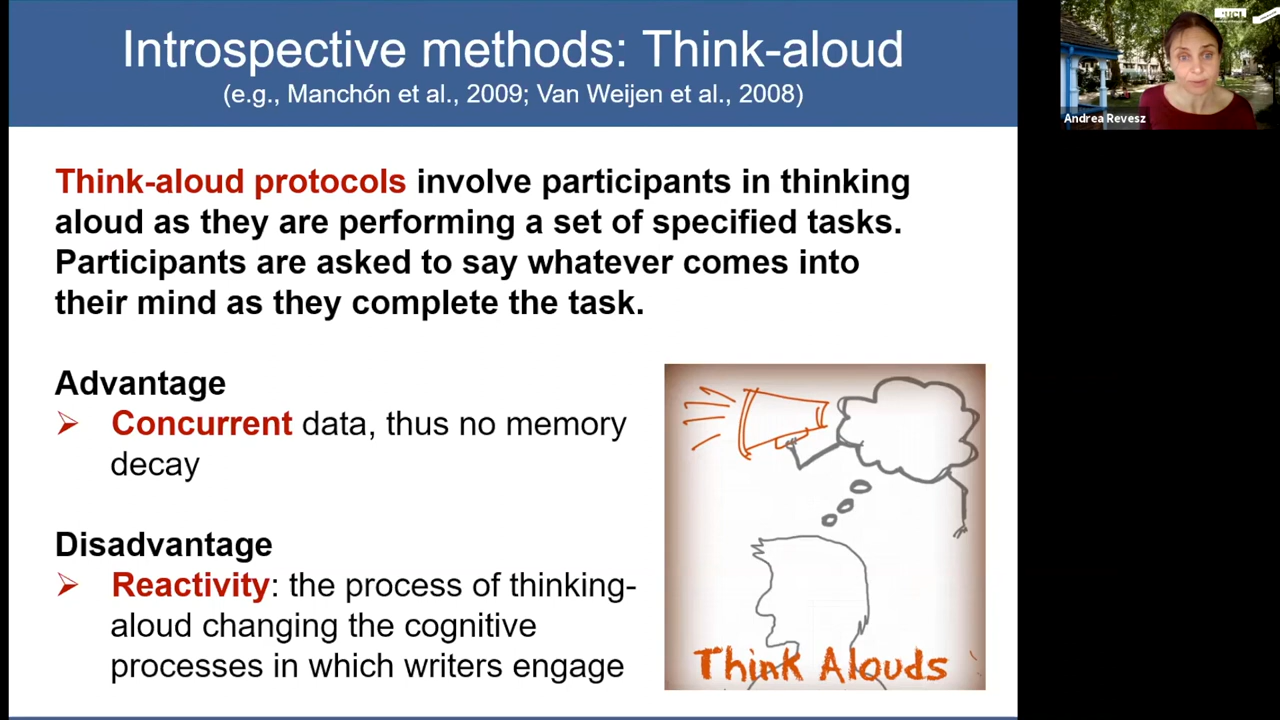 Introspective methods: Think-aloud
(e.g., Manchón et al., 2009; Van Weijen et al., 2008)
Think-aloud protocols involve participants in thinking
aloud as they are performing a set of specified tasks.
Participants are asked to say whatever comes into
their mind as they complete the task.
Advantage
Concurrent data, thus no memory
decay
Disadvantage
Reactivity: the process of thinking-
aloud changing the cognitive
processes in which writers engage
Think Alouds
Andrea Revesz